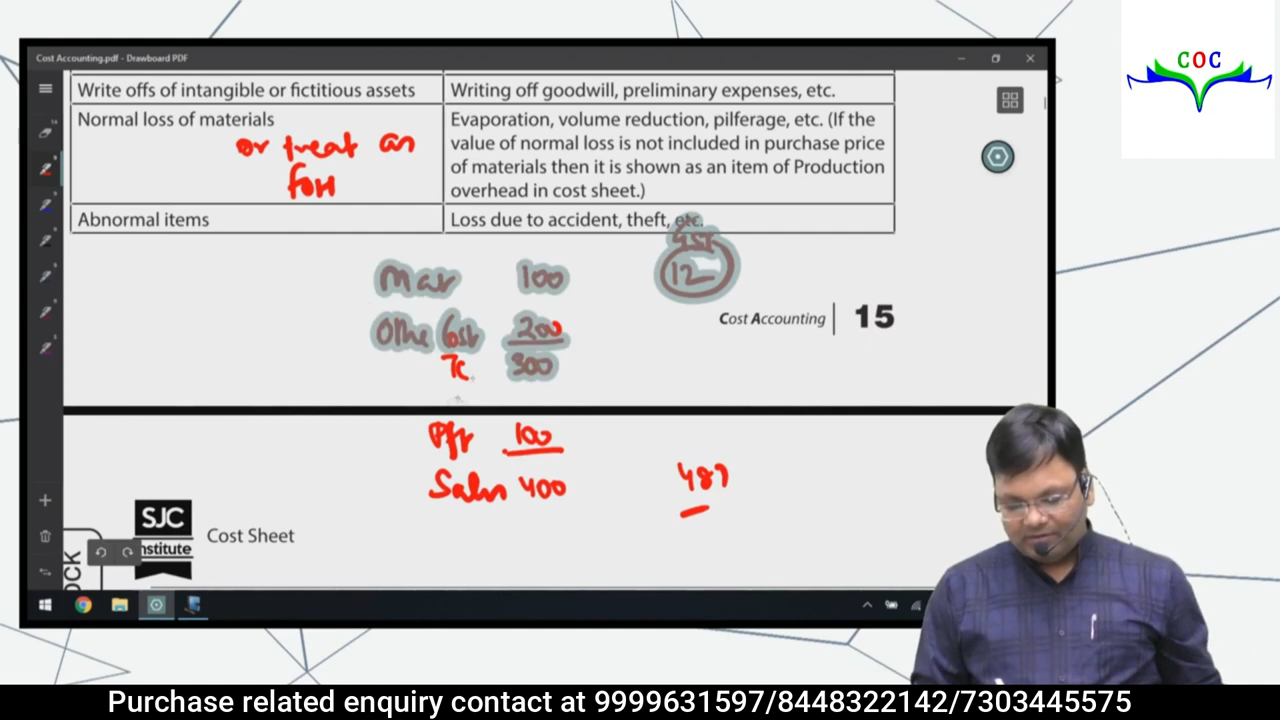 COC
Cost Accounting.pdf - Drawboard PDF
Write offs of intangible or fictitious assets
Writing off goodwill, preliminary expenses, etc.
Normal loss of materials
or treat as
FOH
Evaporation, volume reduction, pilferage, etc. (If the
value of normal loss is not included in purchase price
of materials then it is shown as an item of Production
overhead in cost sheet.)
Abnormal items
Loss due to accident, theft, etc.
Mat 100
12
Othe Cost 200
TC 300
Cost Accounting 15
Pft 100
Sales 400
SJC
nstitute
Cost Sheet
OCK
Purchase related enquiry contact at 9999631597/8448322142/7303445575